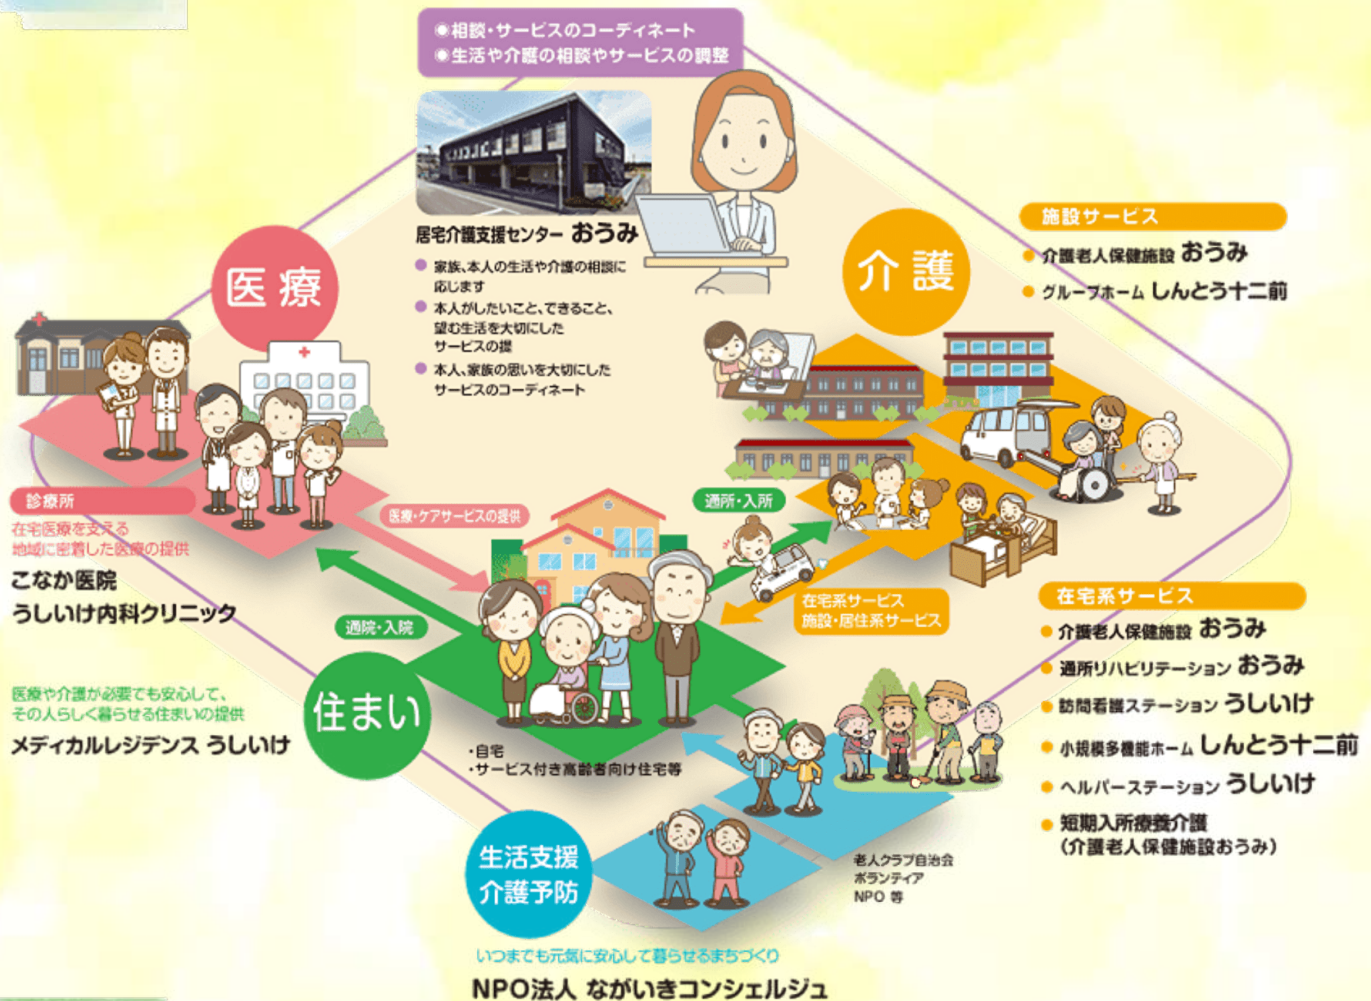 ◉相談・サービスのコーディネート
◉生活や介護の相談やサービスの調整
居宅介護支援センター おうみ
● 家族、本人の生活や介護の相談に
応じます
● 本人がしたいこと、できること、
望む生活を大切にした
サービスの提
● 本人、家族の思いを大切にした
サービスのコーディネート
医療
介護
施設サービス
● 介護老人保健施設 おうみ
● グループホーム しんとう十二前
診療所
在宅医療を支える
地域に密着した医療の提供
こなか医院
うしいけ内科クリニック
医療・ケアサービスの提供
通所・入所
通院・入院
在宅系サービス
施設・居住系サービス
在宅系サービス
● 介護老人保健施設 おうみ
● 通所リハビリテーション おうみ
● 訪問看護ステーション うしいけ
● 小規模多機能ホーム しんとう十二前
● ヘルパーステーション うしいけ
● 短期入所療養介護
(介護老人保健施設おうみ)
医療や介護が必要でも安心して、
その人らしく暮らせる住まいの提供
メディカルレジデンス うしいけ
住まい
・自宅
・サービス付き高齢者向け住宅等
生活支援
介護予防
老人クラブ自治会
ボランティア
NPO 等
いつまでも元気に安心して暮らせるまちづくり
NPO法人 ながいきコンシェルジュ